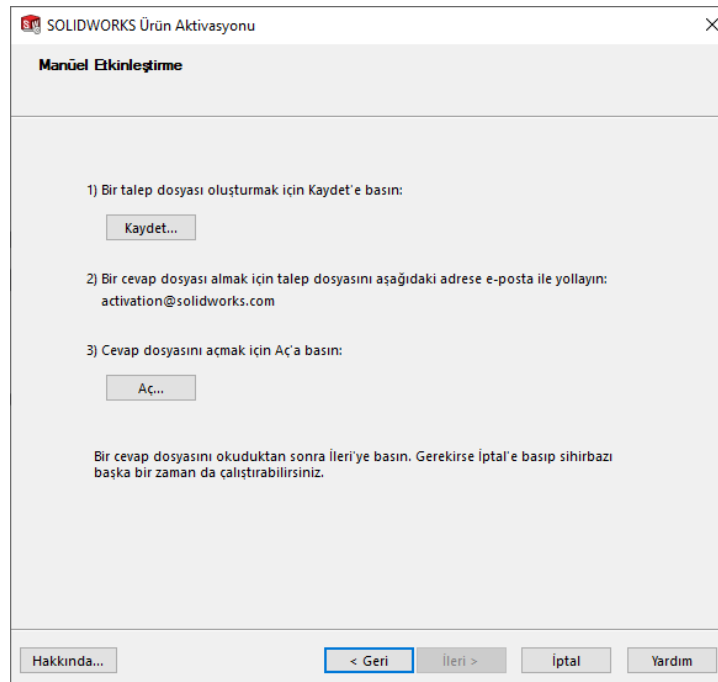 SOLIDWORKS Ürün Aktivasyonu
Manüel Etkinleştirme
1) Bir talep dosyası oluşturmak için Kaydet'e basın:
Kaydet...
2) Bir cevap dosyası almak için talep dosyasını aşağıdaki adrese e-posta ile yollayın:
activation@solidworks.com
3) Cevap dosyasını açmak için Aç'a basın:
Aç...
Bir cevap dosyasını okuduktan sonra İleri'ye basın. Gerekirse İptal'e basıp sihirbazı
başka bir zaman da çalıştırabilirsiniz.
Hakkında... < Geri İleri > İptal Yardım